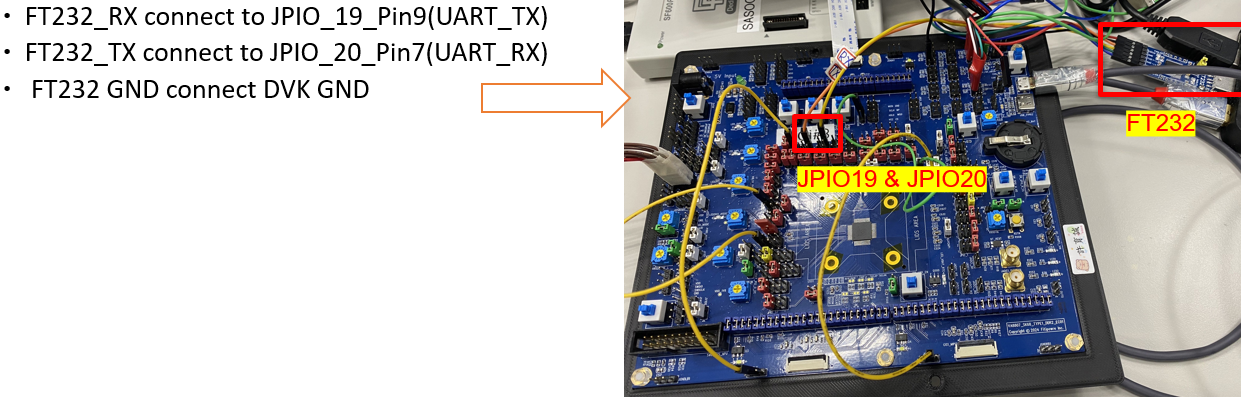 • FT232_RX connect to JPIO_19_Pin9(UART_TX)
• FT232_TX connect to JPIO_20_Pin7(UART_RX)
• FT232 GND connect DVK GND
FT232
JPIO19 & JPIO20